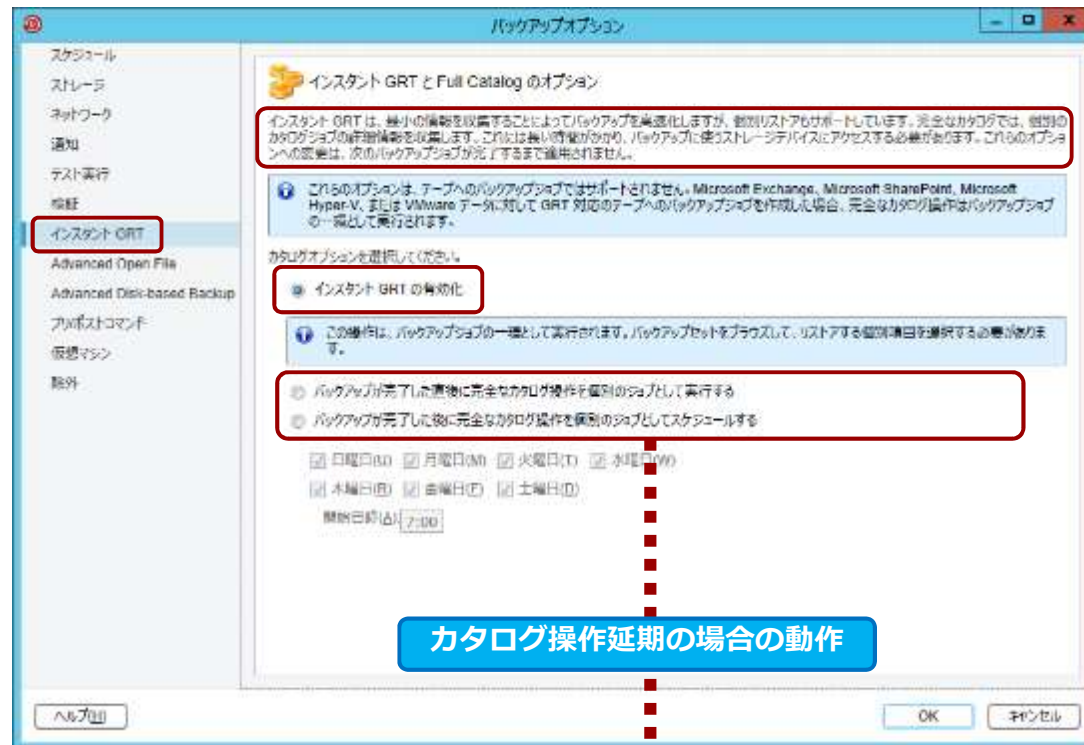 バックアップオプション
スケジュール
ストレージ
ネットワーク
通知
テスト実行
検証
インスタント GRT
Advanced Open File
Advanced Disk-based Backup
プリ/ポストコマンド
仮想マシン
除外
インスタント GRT と Full Catalog のオプション
インスタント GRT は、最小の情報を収集することによってバックアップを高速化しますが、個別リストアもサポートしています。完全なカタログでは、個別の
カタログジョブの詳細情報を収集します。これには長い時間がかかり、バックアップに使うストレージデバイスにアクセスする必要があります。これらのオプショ
ンへの変更は、次のバックアップジョブが完了するまで適用されません。
これらのオプションは、テープへのバックアップジョブではサポートされません。Microsoft Exchange、Microsoft SharePoint、Microsoft
Hyper-V、または VMware データに対して GRT 対応のテープへのバックアップジョブを作成した場合、完全なカタログ操作はバックアップジョブ
の一環として実行されます。
カタログオプションを選択してください。
インスタント GRT の有効化
この操作は、バックアップジョブの一環として実行されます。バックアップセットをブラウズして、リストアする個別項目を選択する必要がありま
す。
バックアップが完了した直後に完全なカタログ操作を個別のジョブとして実行する
バックアップが完了した後に完全なカタログ操作を個別のジョブとしてスケジュールする
日曜日(U) 月曜日(M) 火曜日(T) 水曜日(W)
木曜日(R) 金曜日(F) 土曜日(D)
開始日時(A): 7:00
カタログ操作延期の場合の動作
ヘルプ(H) OK キャンセル